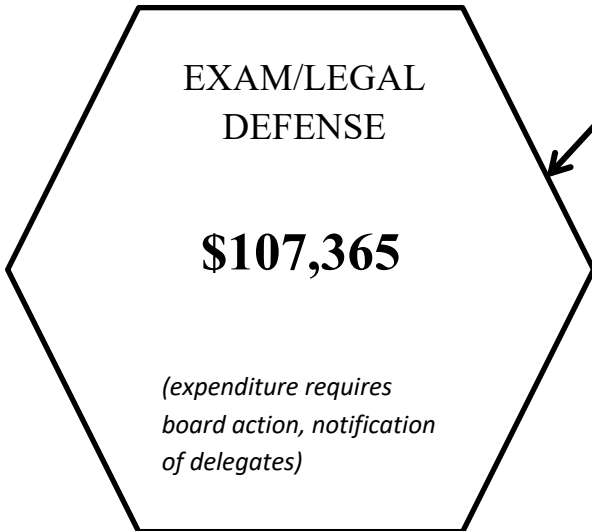 EXAM/LEGAL
DEFENSE
$107,365
(expenditure requires
board action, notification
of delegates)